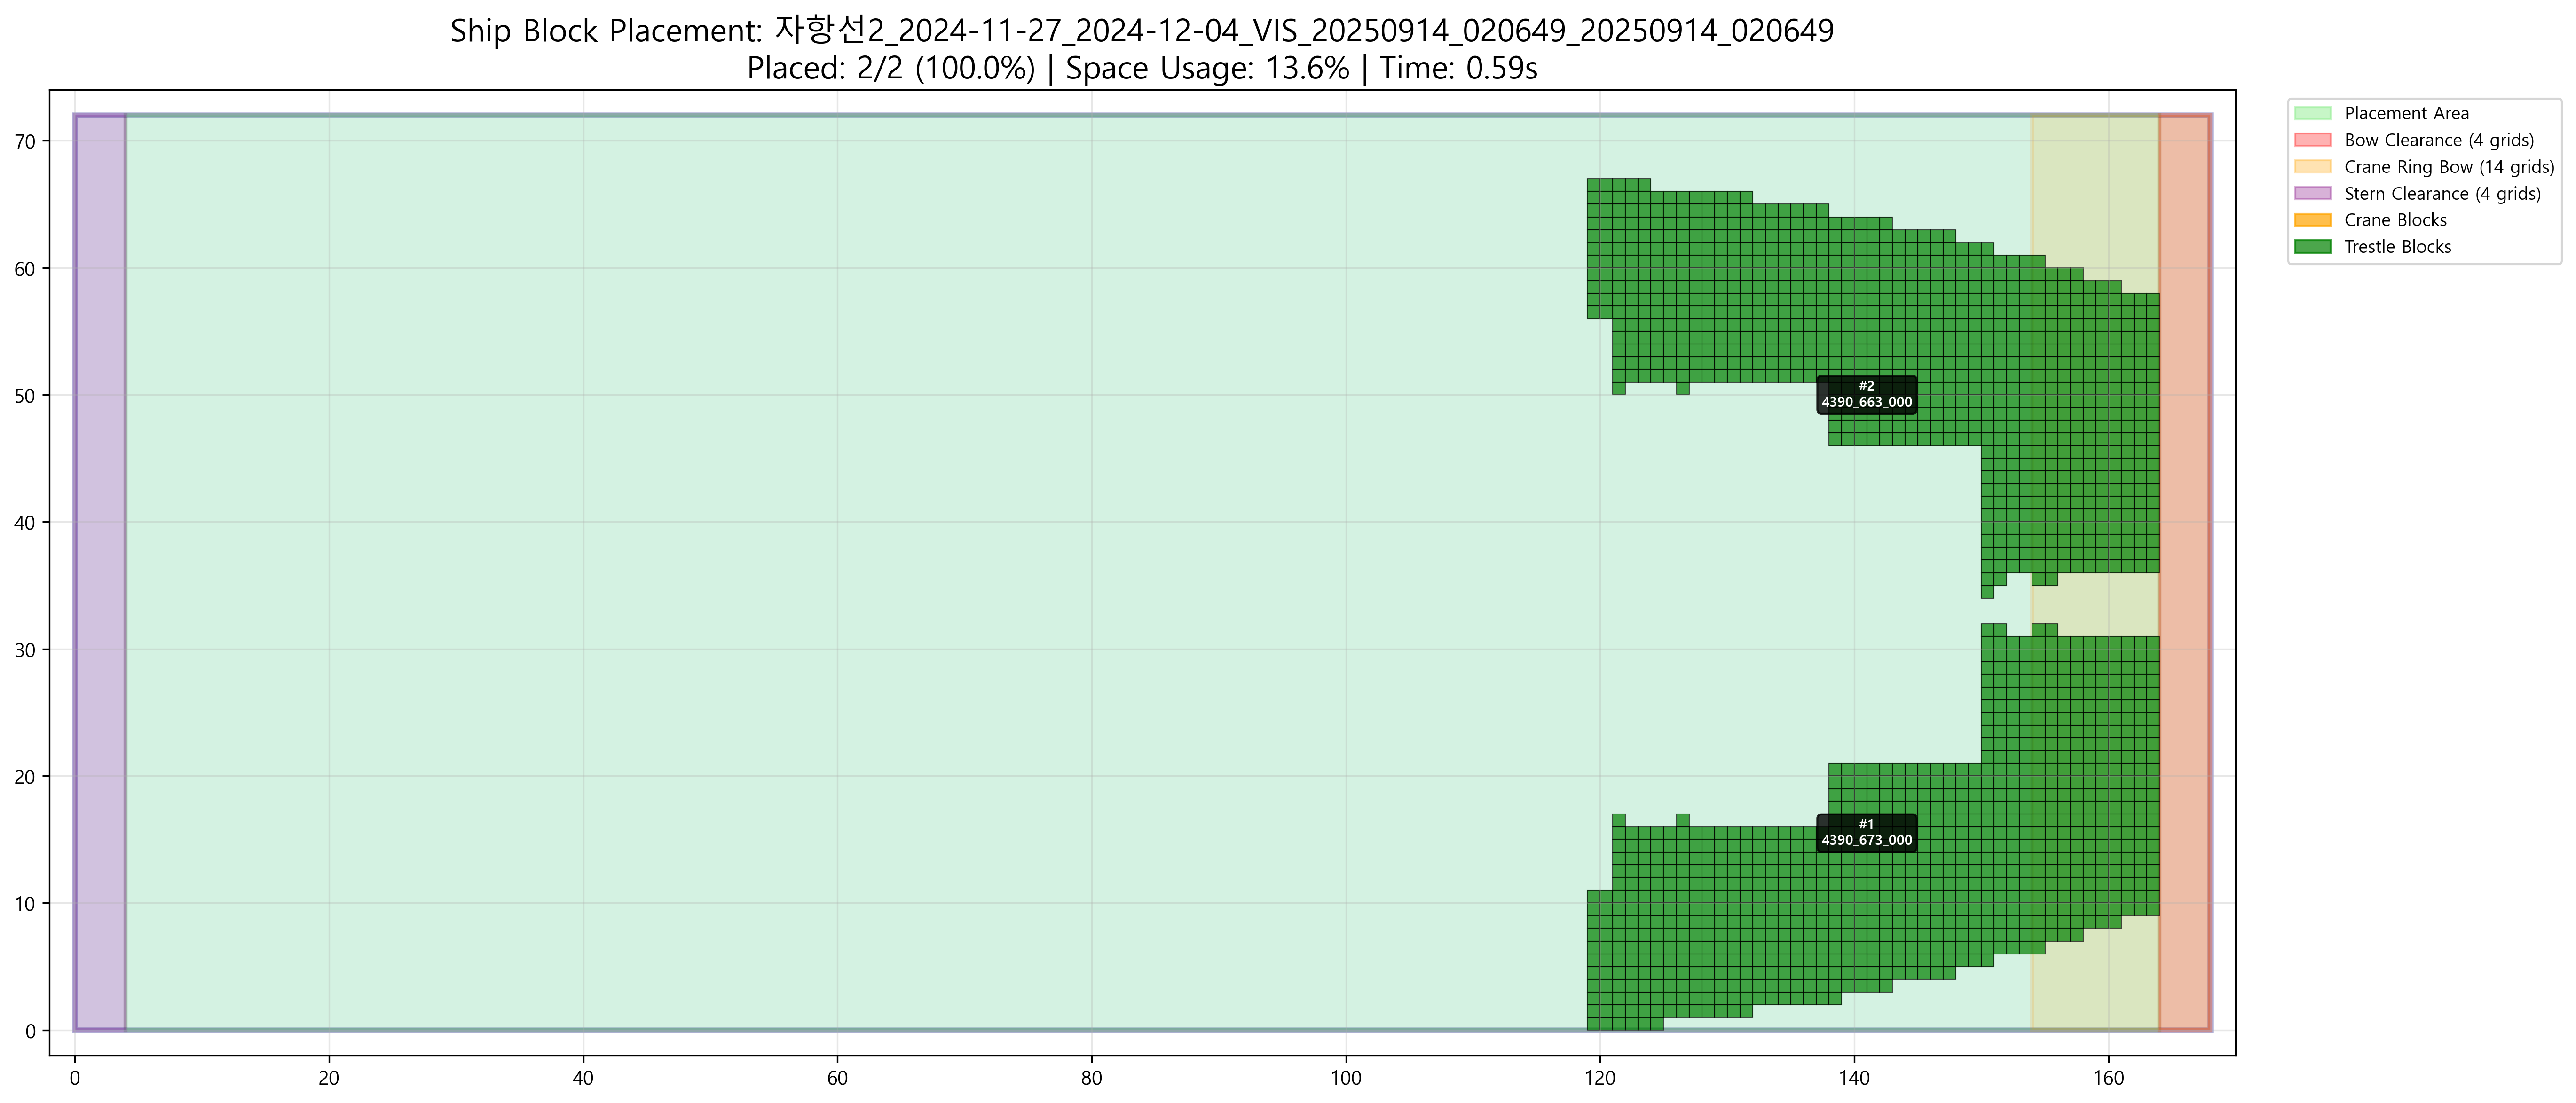 Ship Block Placement: 자항선2_2024-11-27_2024-12-04_VIS_20250914_020649_20250914_020649
Placed: 2/2 (100.0%) | Space Usage: 13.6% | Time: 0.59s
Placement Area
Bow Clearance (4 grids)
Crane Ring Bow (14 grids)
Stern Clearance (4 grids)
Crane Blocks
Trestle Blocks
70
60
50
40
30
20
10
0
#2
4390_663_000
#1
4390_673_000
0 20 40 60 80 100 120 140 160